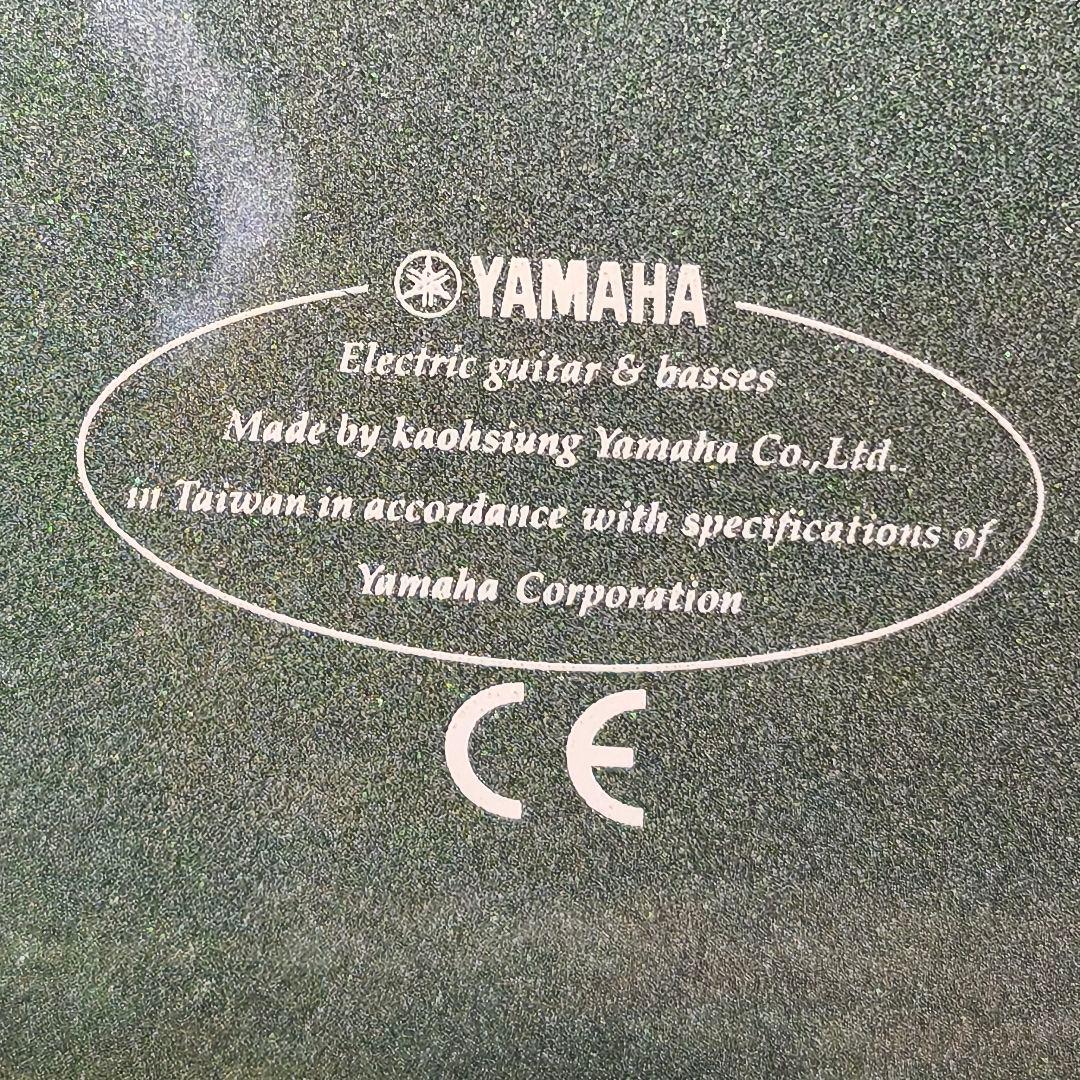 YAMAHA
Electric guitar & basses
Made by kaohsiung Yamaha Co.,Ltd..
in Taiwan in accordance with specifications of
Yamaha Corporation
CE